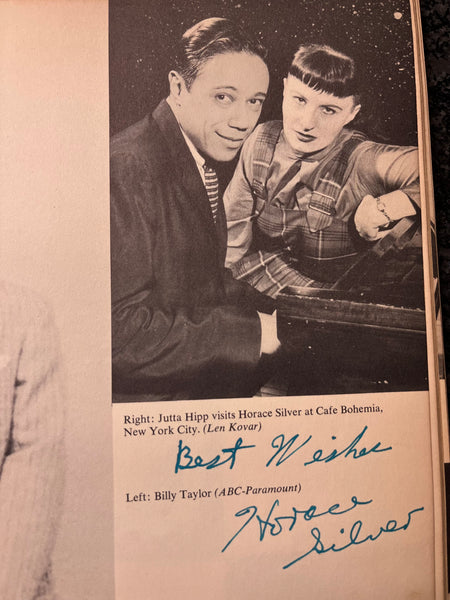 Right: Jutta Hipp visits Horace Silver at Cafe Bohemia,
New York City. (Len Kovar)
Best Wishes
Left: Billy Taylor (ABC-Paramount)
Horace
Silver